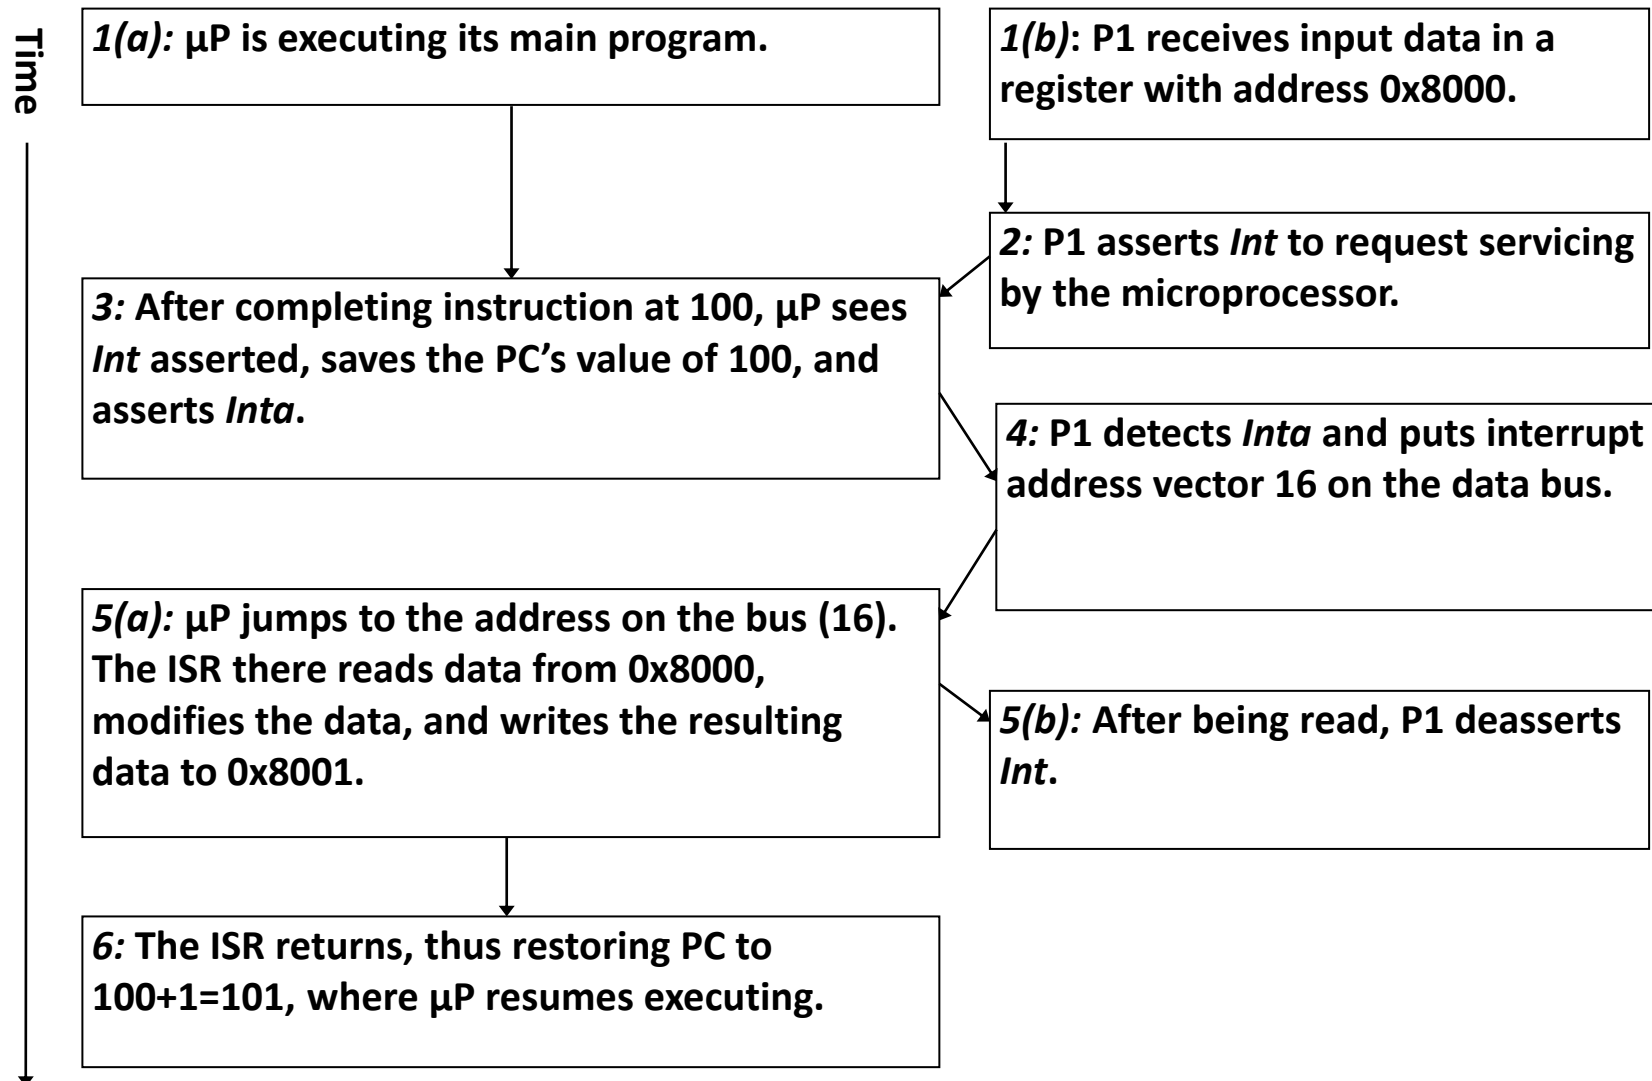 Time
1(a): µP is executing its main program.
1(b): P1 receives input data in a
register with address 0x8000.
2: P1 asserts Int to request servicing
by the microprocessor.
3: After completing instruction at 100, µP sees
Int asserted, saves the PC’s value of 100, and
asserts Inta.
4: P1 detects Inta and puts interrupt
address vector 16 on the data bus.
5(a): µP jumps to the address on the bus (16).
The ISR there reads data from 0x8000,
modifies the data, and writes the resulting
data to 0x8001.
5(b): After being read, P1 deasserts
Int.
6: The ISR returns, thus restoring PC to
100+1=101, where µP resumes executing.